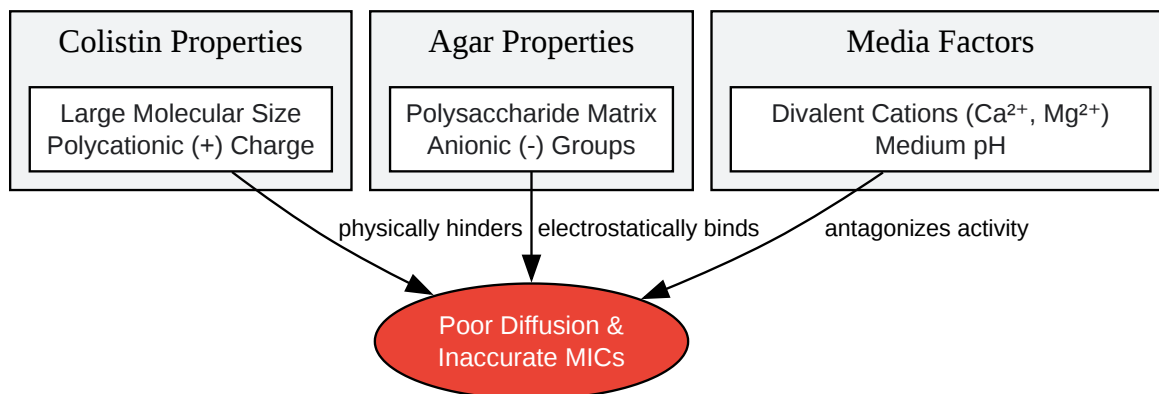 Colistin Properties
Large Molecular Size
Polycationic (+) Charge
Agar Properties
Polysaccharide Matrix
Anionic (-) Groups
Media Factors
Divalent Cations (Ca²⁺, Mg²⁺)
Medium pH
physically hinders
electrostatically binds
antagonizes activity
Poor Diffusion &
Inaccurate MICs